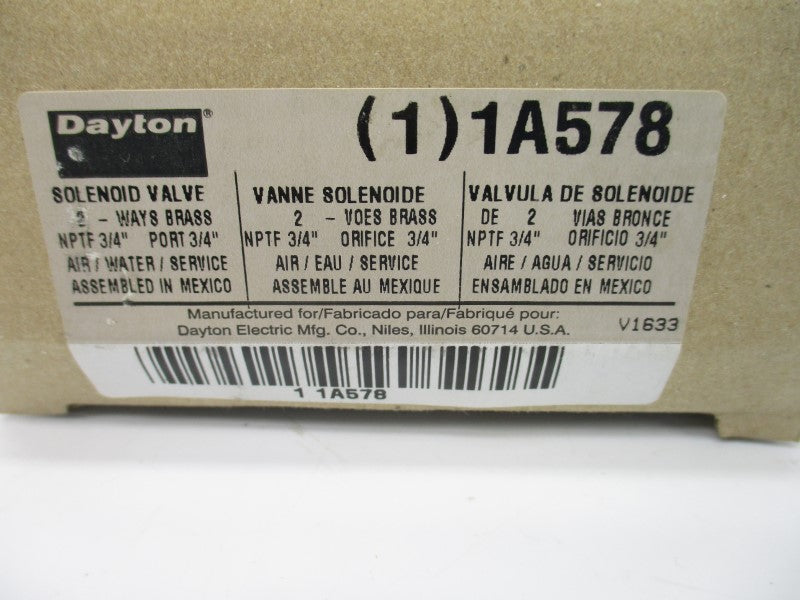 Dayton®
(1)1A578
SOLENOID VALVE
2 - WAYS BRASS
NPTF 3/4" PORT 3/4"
AIR / WATER / SERVICE
ASSEMBLED IN MEXICO
VANNE SOLENOIDE
2 - VOES BRASS
NPTF 3/4" ORIFICE 3/4"
AIR / EAU / SERVICE
ASSEMBLE AU MEXIQUE
VALVULA DE SOLENOIDE
DE 2 VIAS BRONCE
NPTF 3/4" ORIFICIO 3/4"
AIRE / AGUA / SERVICIO
ENSAMBLADO EN MEXICO
Manufactured for/Fabricado para/Fabriqué pour:
Dayton Electric Mfg. Co., Niles, Illinois 60714 U.S.A.
V1633
1 1A578